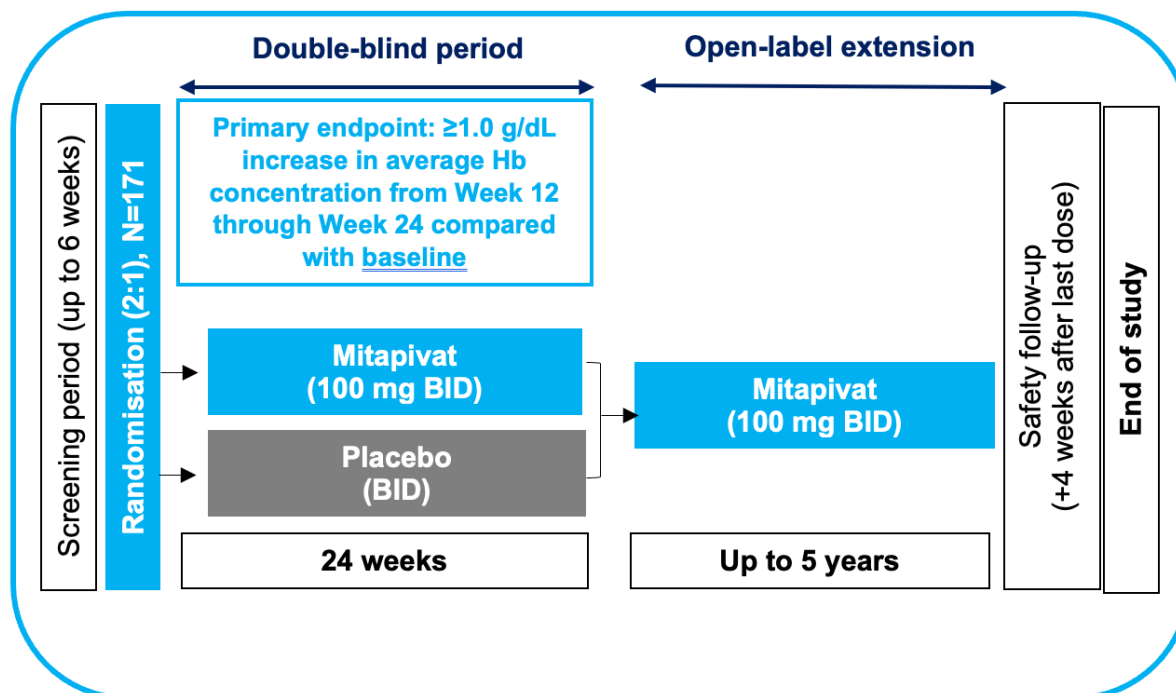 Double-blind period
Open-label extension
Screening period (up to 6 weeks)
Randomisation (2:1), N=171
Primary endpoint: ≥1.0 g/dL
increase in average Hb
concentration from Week 12
through Week 24 compared
with baseline
Mitapivat
(100 mg BID)
Placebo
(BID)
24 weeks
Mitapivat
(100 mg BID)
Up to 5 years
Safety follow-up
(+4 weeks after last dose)
End of study